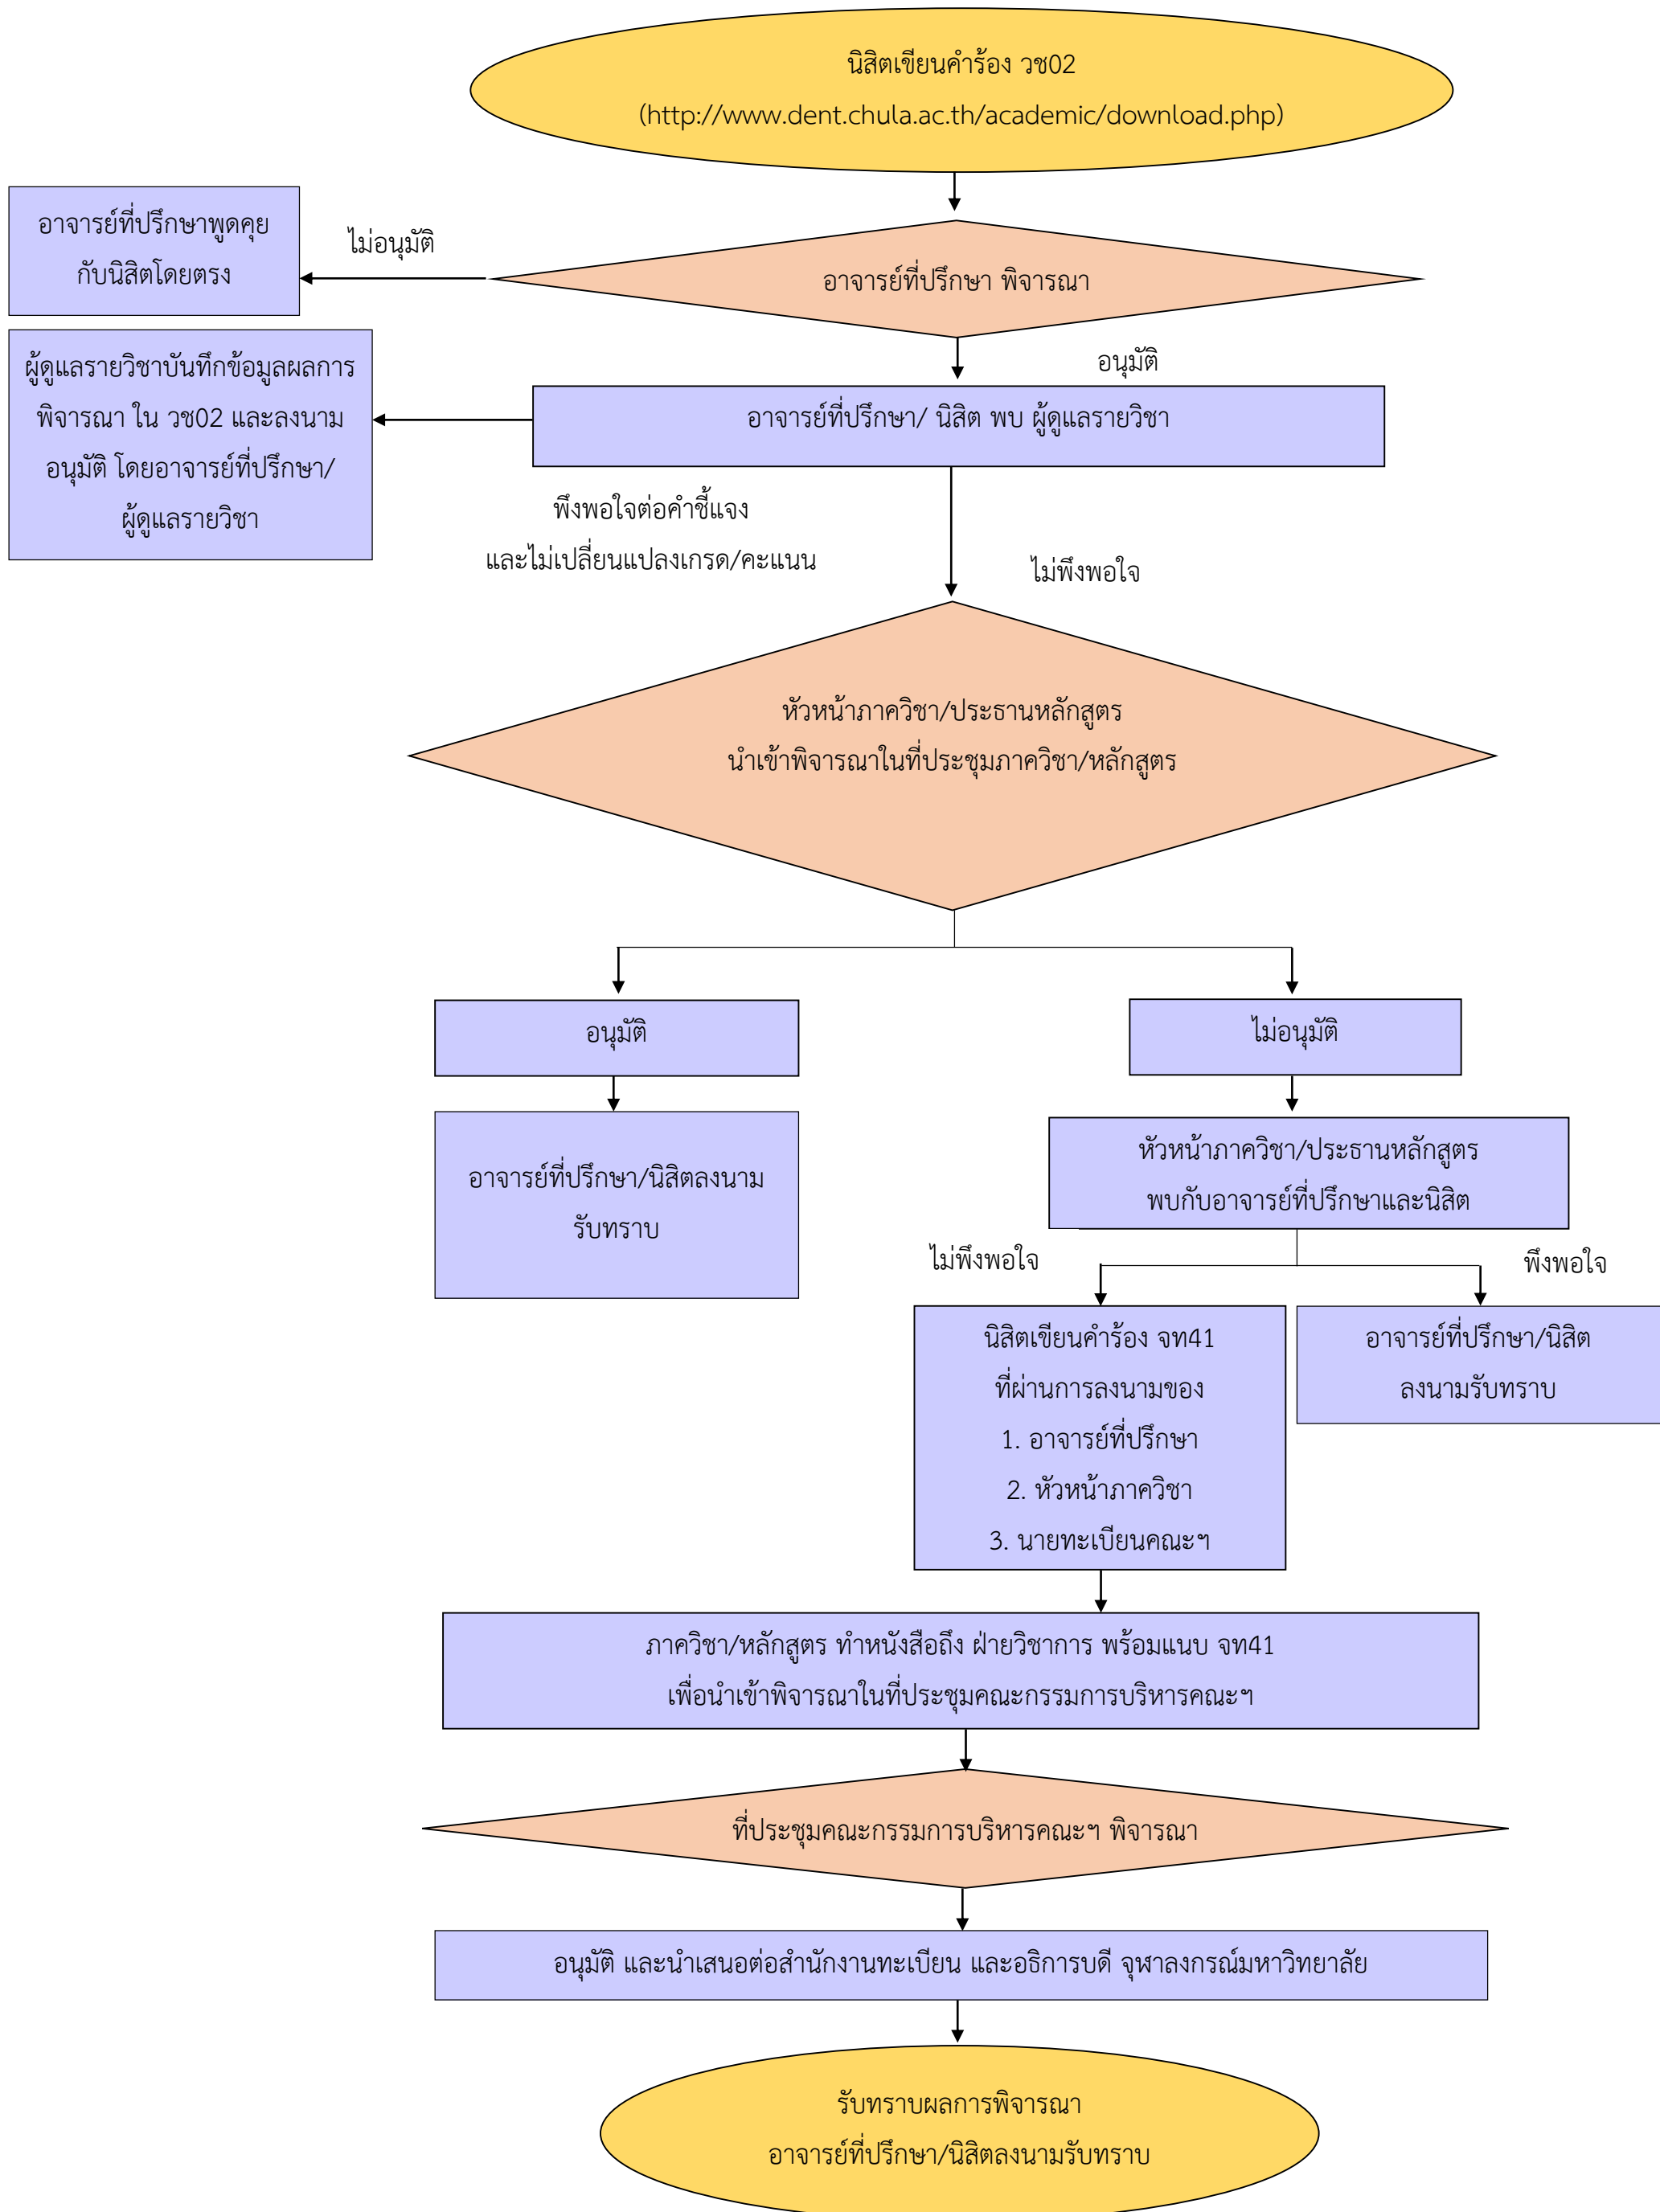 นิสิตเขียนคำร้อง วช02
(http://www.dent.chula.ac.th/academic/download.php)
อาจารย์ที่ปรึกษาพูดคุย
กับนิสิตโดยตรง
ไม่อนุมัติ
อาจารย์ที่ปรึกษา พิจารณา
อนุมัติ
ผู้ดูแลรายวิชาบันทึกข้อมูลผลการ
พิจารณา ใน วช02 และลงนาม
อนุมัติ โดยอาจารย์ที่ปรึกษา/
ผู้ดูแลรายวิชา
อาจารย์ที่ปรึกษา/ นิสิต พบ ผู้ดูแลรายวิชา
พึงพอใจต่อคำชี้แจง
และไม่เปลี่ยนแปลงเกรด/คะแนน
ไม่พึงพอใจ
หัวหน้าภาควิชา/ประธานหลักสูตร
นำเข้าพิจารณาในที่ประชุมภาควิชา/หลักสูตร
อนุมัติ
ไม่อนุมัติ
อาจารย์ที่ปรึกษา/นิสิตลงนาม
รับทราบ
หัวหน้าภาควิชา/ประธานหลักสูตร
พบกับอาจารย์ที่ปรึกษาและนิสิต
ไม่พึงพอใจ
พึงพอใจ
นิสิตเขียนคำร้อง จท41
ที่ผ่านการลงนามของ
1. อาจารย์ที่ปรึกษา
2. หัวหน้าภาควิชา
3. นายทะเบียนคณะฯ
อาจารย์ที่ปรึกษา/นิสิต
ลงนามรับทราบ
ภาควิชา/หลักสูตร ทำหนังสือถึง ฝ่ายวิชาการ พร้อมแนบ จท41
เพื่อนำเข้าพิจารณาในที่ประชุมคณะกรรมการบริหารคณะฯ
ที่ประชุมคณะกรรมการบริหารคณะฯ พิจารณา
อนุมัติ และนำเสนอต่อสำนักงานทะเบียน และอธิการบดี จุฬาลงกรณ์มหาวิทยาลัย
รับทราบผลการพิจารณา
อาจารย์ที่ปรึกษา/นิสิตลงนามรับทราบ